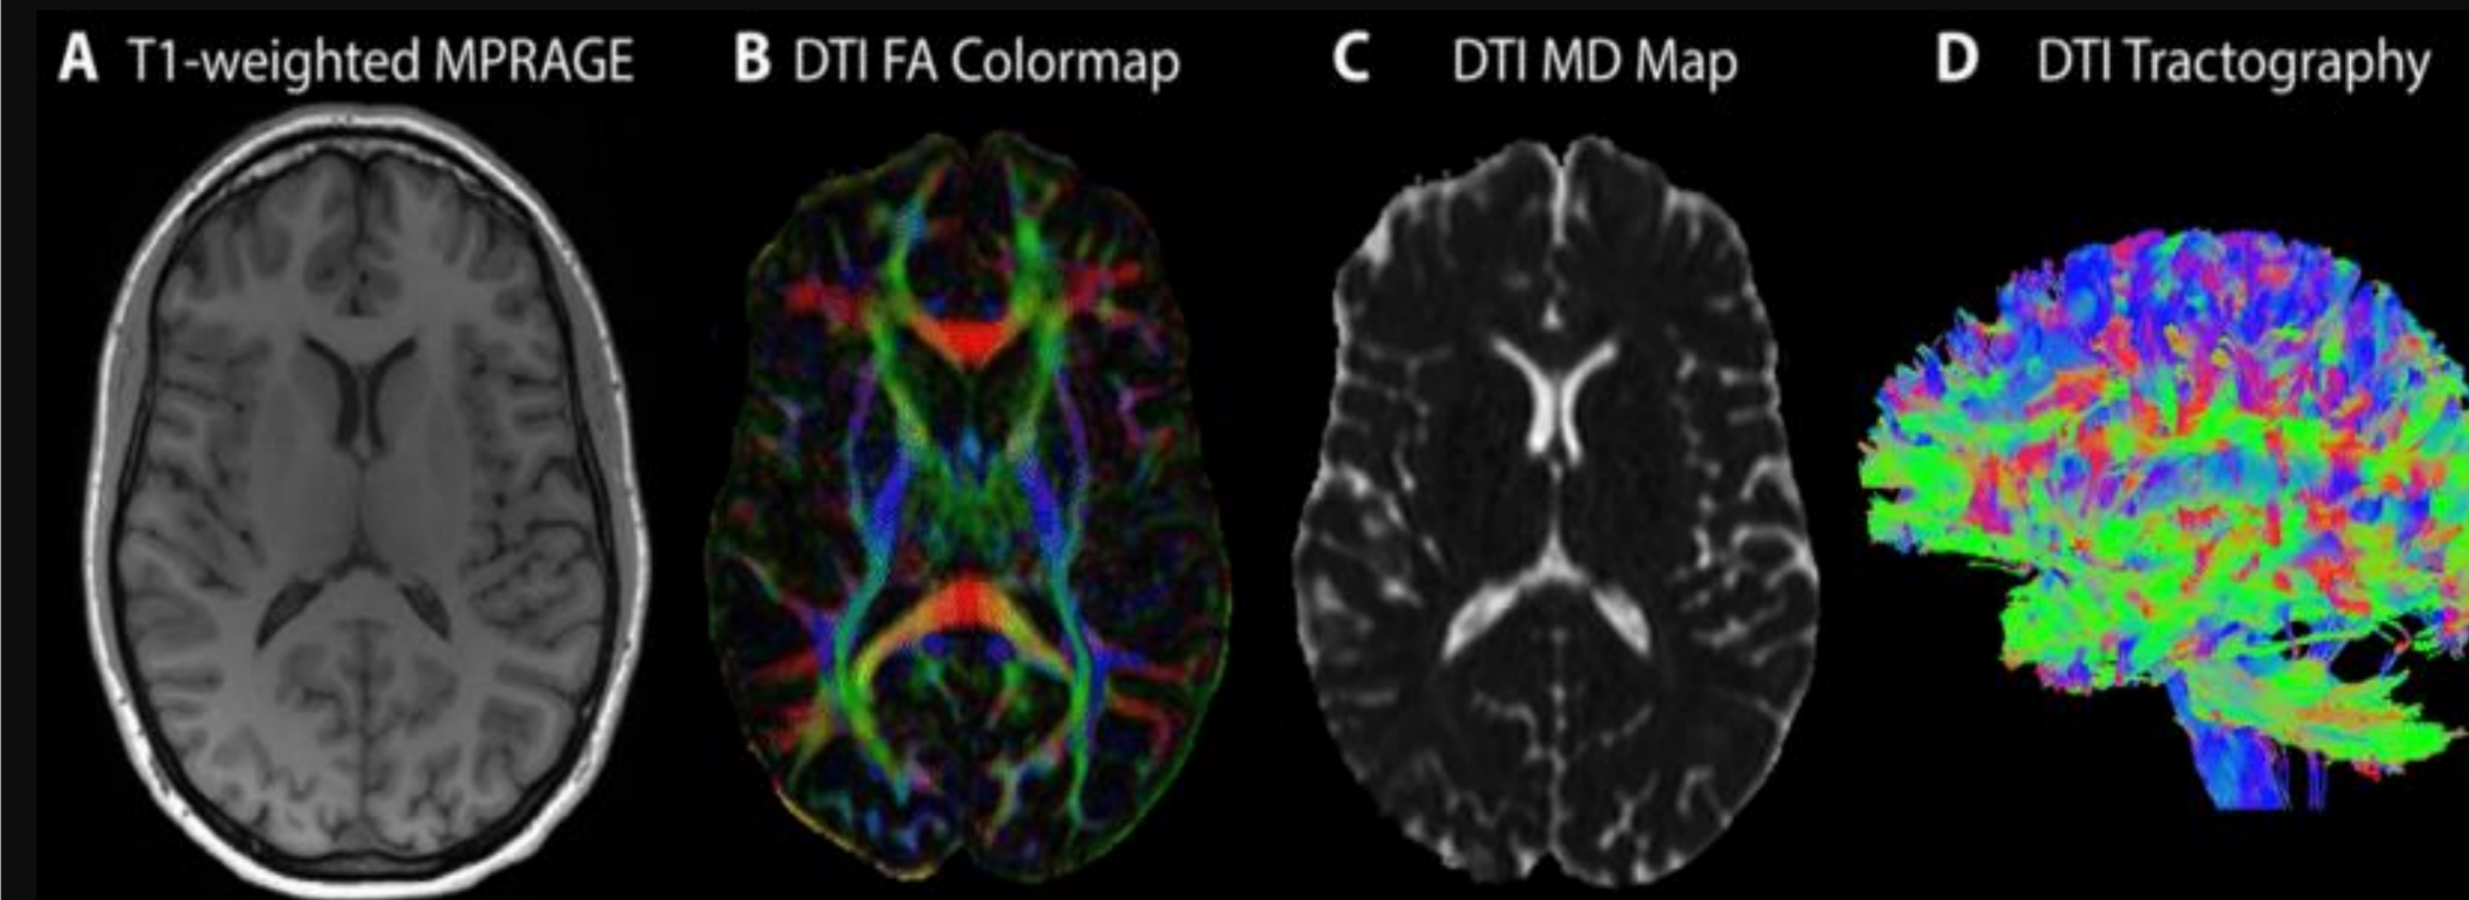 A T1-weighted MPRAGE
B DTI FA Colormap
C DTI MD Map
D DTI Tractography